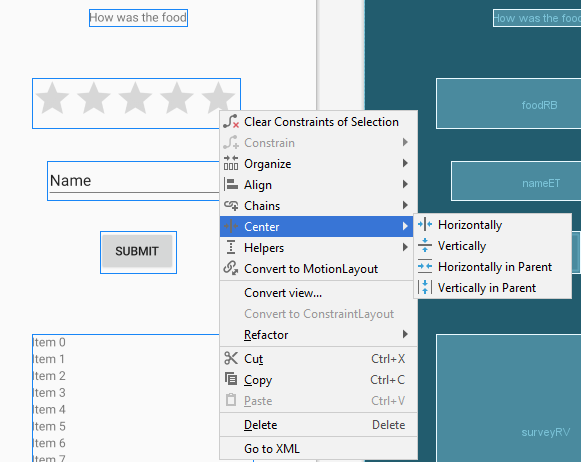 How was the food
How was the food
foodRB
Clear Constraints of Selection
Constrain
Organize
Name
Align
nameET
Chains
Center
Horizontally
SUBMIT
Helpers
Vertically
Convert to MotionLayout
Horizontally in Parent
Convert view...
Vertically in Parent
Convert to ConstraintLayout
Refactor
Item 0
Item 1
Cut Ctrl+X
Item 2
Copy Ctrl+C
Item 3
Paste Ctrl+V
Item 4
Item 5
Delete Delete
surveyRV
Item 6
Go to XML
Item 7